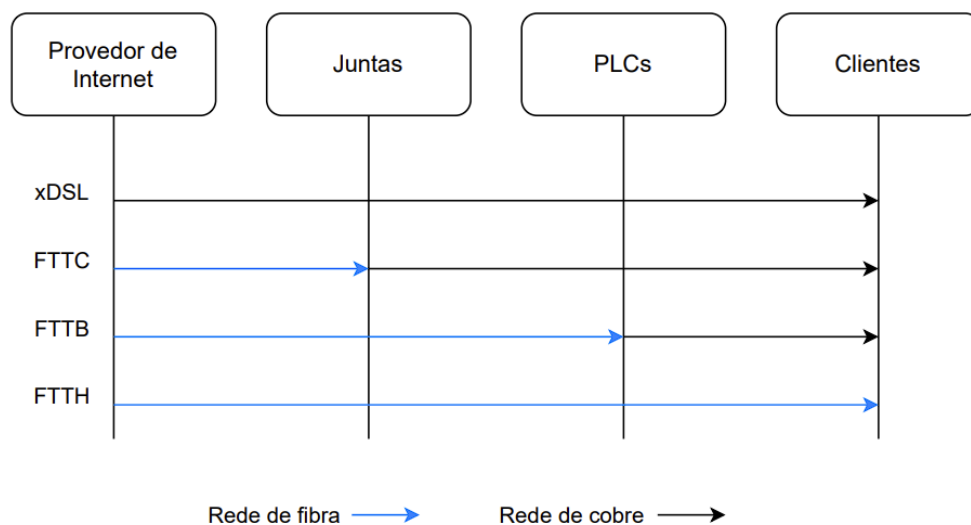 Provedor de
Internet
Juntas
PLCs
Clientes
xDSL
FTTC
FTTB
FTTH
Rede de fibra
Rede de cobre